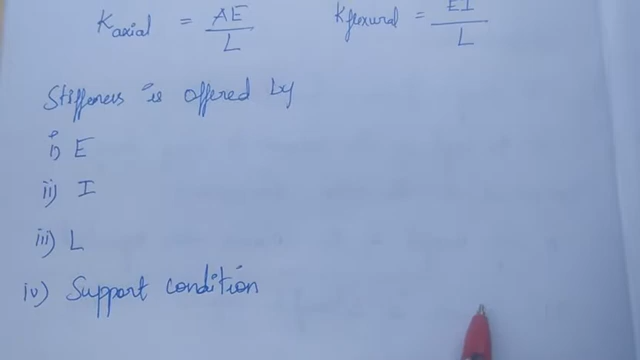 K axial = AE/L K flexural = EI/L
Stiffness is offered by
i) E
ii) I
iii) L
iv) Support condition